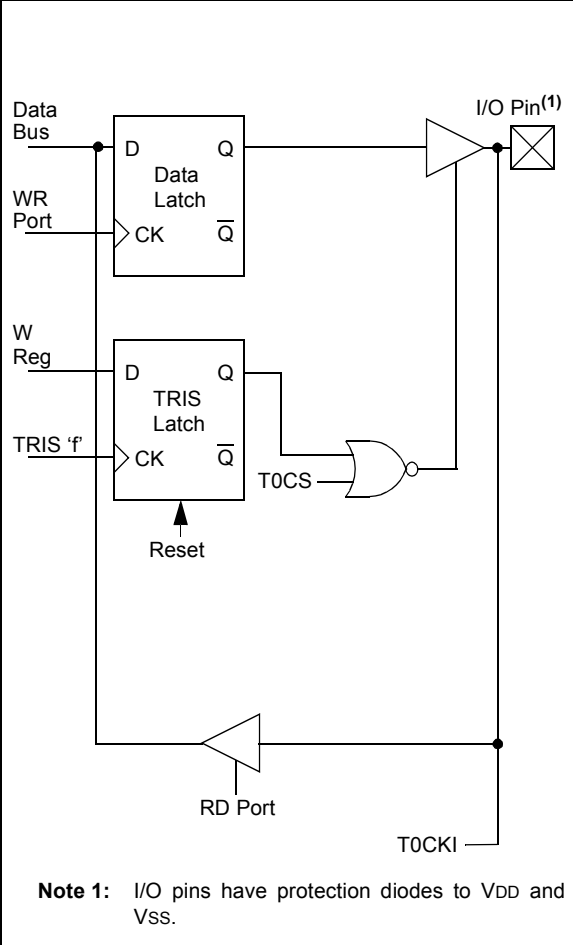 I/O Pin(1)
Data
Bus
D
Q
Data
Latch
WR
Port
CK
Q
W
Reg
D
Q
TRIS
Latch
TRIS ‘f’
CK
Q
T0CS
Reset
RD Port
T0CKI
Note 1: I/O pins have protection diodes to VDD and
VSS.